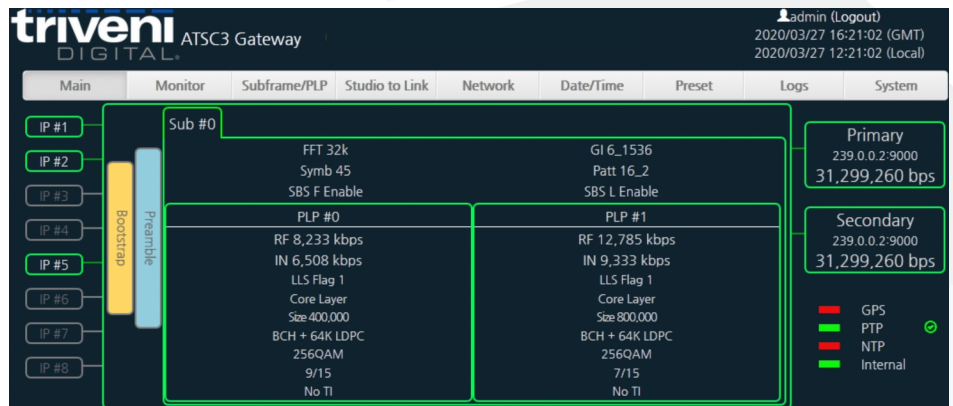 triveni
DIGITAL®
ATSC3 Gateway
admin (Logout)
2020/03/27 16:21:02 (GMT)
2020/03/27 12:21:02 (Local)
Main Monitor Subframe/PLP Studio to Link Network Date/Time Preset Logs System
IP #1
IP #2
IP #3
IP #4
IP #5
IP #6
IP #7
IP #8
Bootstrap
Preamble
Sub #0
FFT 32k GI 6_1536
Symb 45 Patt 16_2
SBS F Enable SBS L Enable
PLP #0
RF 8,233 kbps
IN 6,508 kbps
LLS Flag 1
Core Layer
Size 400,000
BCH + 64K LDPC
256QAM
9/15
No TI
PLP #1
RF 12,785 kbps
IN 9,333 kbps
LLS Flag 1
Core Layer
Size 800,000
BCH + 64K LDPC
256QAM
7/15
No TI
Primary
239.0.0.2:9000
31,299,260 bps
Secondary
239.0.0.2:9000
31,299,260 bps
GPS
PTP
NTP
Internal